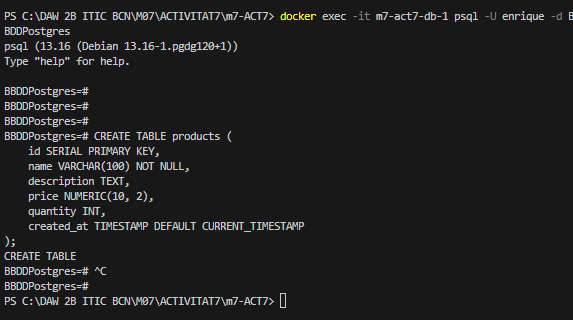 PS C:\DAW 2B ITIC BCN\M07\ACTIVITAT7\m7-ACT7> docker exec -it m7-act7-db-1 psql -U enrique -d B
BDDPostgres
psql (13.16 (Debian 13.16-1.pgdg120+1))
Type "help" for help.
BBDDPostgres=#
BBDDPostgres=#
BBDDPostgres=#
BBDDPostgres=# CREATE TABLE products (
    id SERIAL PRIMARY KEY,
    name VARCHAR(100) NOT NULL,
    description TEXT,
    price NUMERIC(10, 2),
    quantity INT,
    created_at TIMESTAMP DEFAULT CURRENT_TIMESTAMP
);
CREATE TABLE
BBDDPostgres=# ^C
BBDDPostgres=#
PS C:\DAW 2B ITIC BCN\M07\ACTIVITAT7\m7-ACT7>